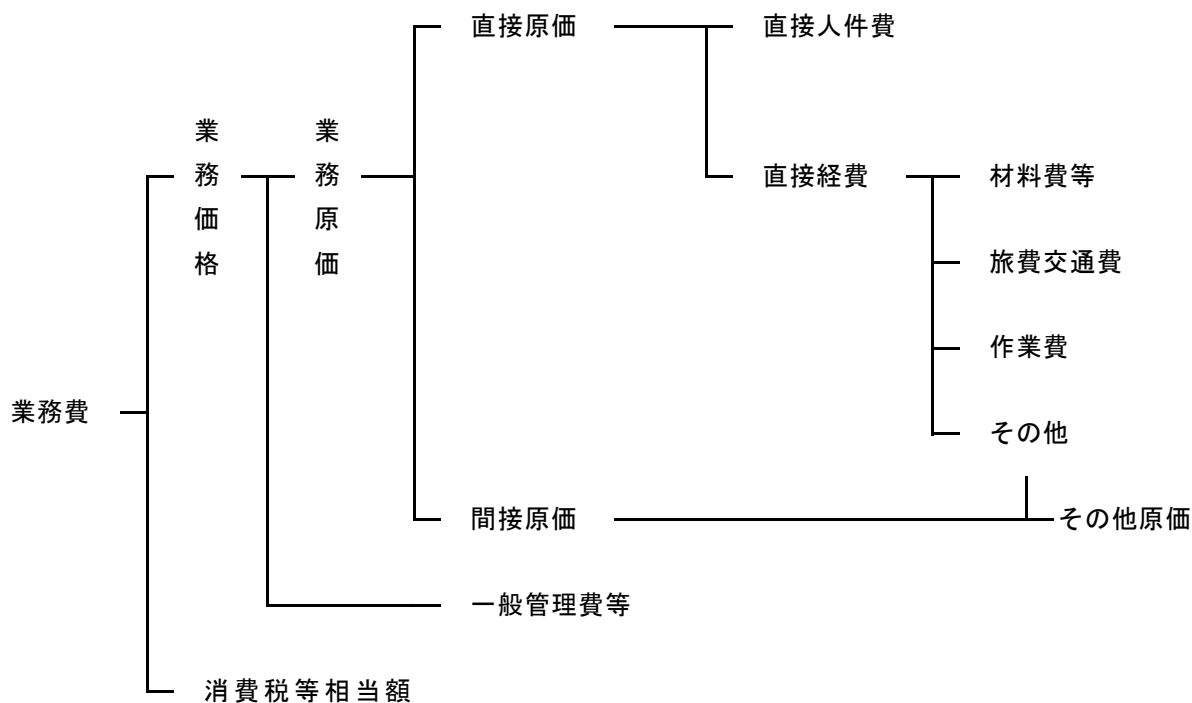 直接原価
直接人件費
業務価格
業務原価
直接経費
材料費等
旅費交通費
作業費
業務費
その他
間接原価
その他原価
一般管理費等
消費税等相当額